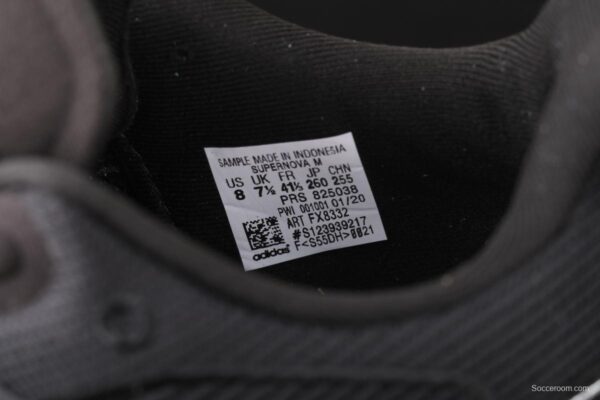 SAMPLE MADE IN INDONESIA
SUPERNOVA M
US UK FR JP CHN
8 7½ 41⅓ 260 255
PRS 825038
PWI 001001 01/20
ART FX8332
#S123939217
F<S55DH>0021
adidas
Socceroom.com